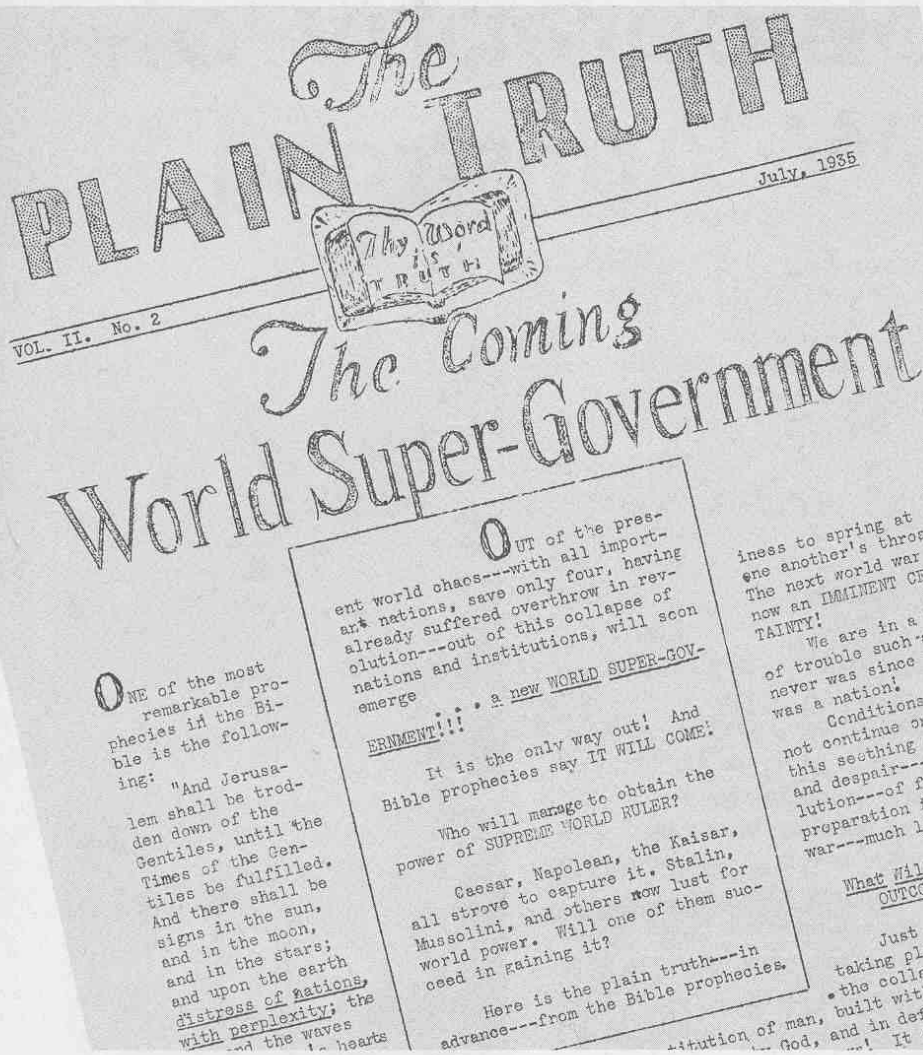 The
PLAIN TRUTH
July, 1935
Thy Word
is
TRUTH
VOL. II. No. 2
The Coming
World Super-Government
ONE of the most
remarkable pro-
phecies in the Bi-
ble is the follow-
ing:
"And Jerusa-
lem shall be trod-
den down of the
Gentiles, until the
Times of the Gen-
tiles be fulfilled.
And there shall be
signs in the sun,
and in the moon,
and in the stars;
and upon the earth
distress of nations,
with perplexity; the
and the waves
hearts
OUT of the pres-
ent world chaos---with all import-
ant nations, save only four, having
already suffered overthrow in rev-
olution---out of this collapse of
nations and institutions, will soon
emerge
. . . a new WORLD SUPER-GOV-
ERNMENT!!!
It is the only way out! And
Bible prophecies say IT WILL COME!
Who will manage to obtain the
power of SUPREME WORLD RULER?
Caesar, Napolean, the Kaisar,
all strove to capture it. Stalin,
Mussolini, and others now lust for
world power. Will one of them suc-
ceed in gaining it?
Here is the plain truth---in
advance---from the Bible prophecies.
iness to spring at
one another's
The next world war
now an IMMINENT
TAINTY!
We are in a
of trouble such
never was since
was a nation!
Conditions
not continue
this seething
and despair---
lution---of
preparation
war---much
What
Just
taking
the
titution of man, built
God, and in
It